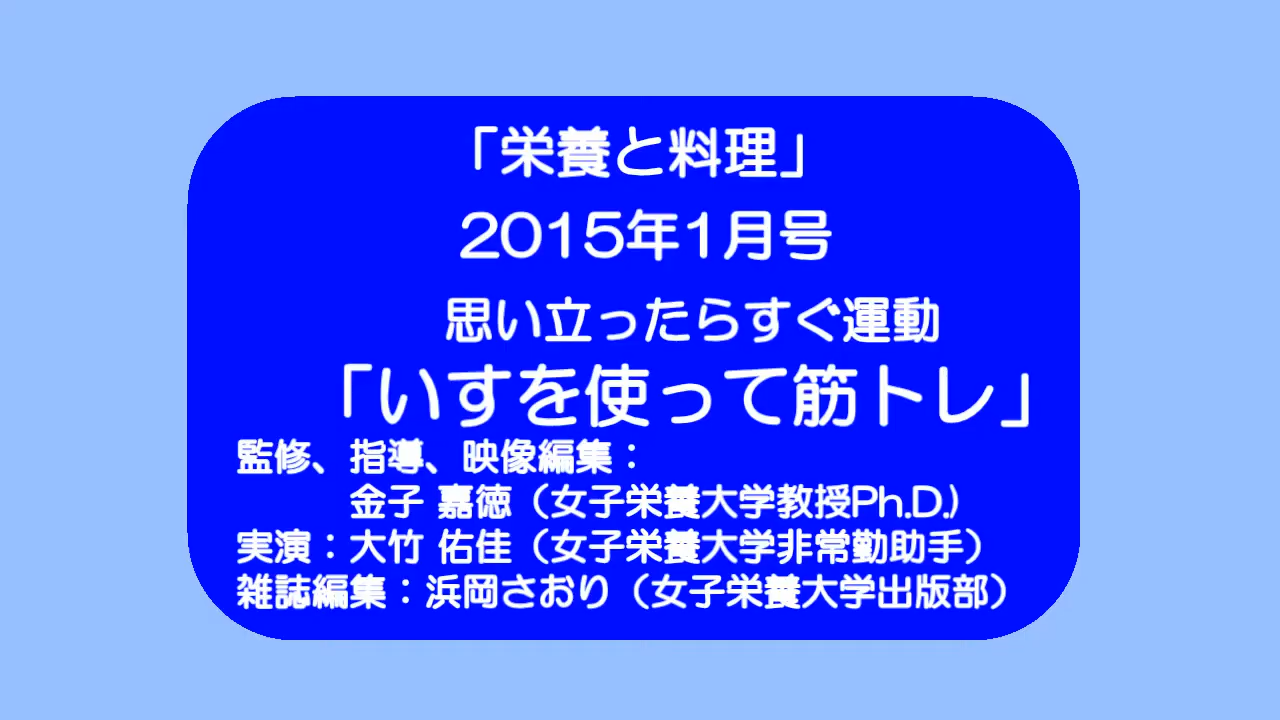 「栄養と料理」
2015年1月号
思い立ったらすぐ運動
「いすを使って筋トレ」
監修、指導、映像編集：
金子 嘉徳（女子栄養大学教授Ph.D.）
実演：大竹 佑佳（女子栄養大学非常勤助手）
雑誌編集：浜岡さおり（女子栄養大学出版部）